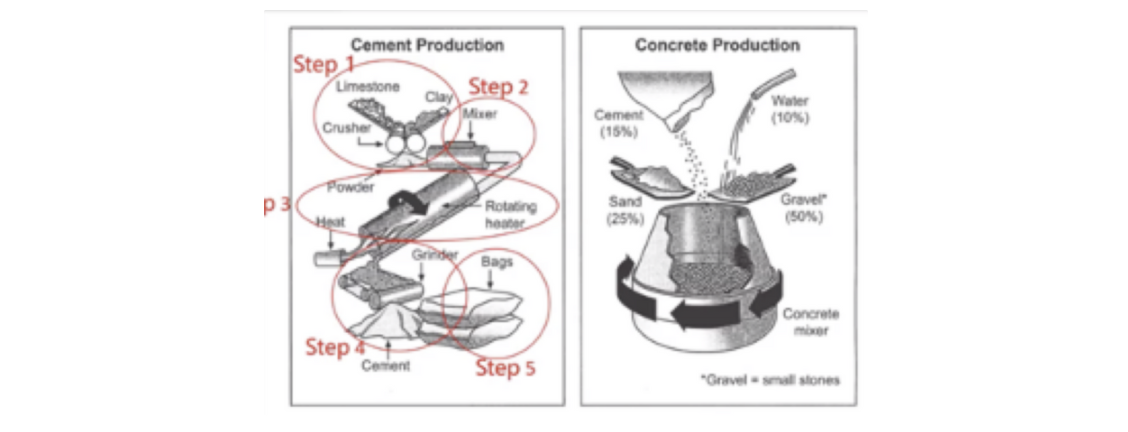 Cement Production
Step 1
Limestone
Clay
Step 2
Mixer
Crusher
Powder
p 3
Rotating
heater
Heat
Grinder
Bags
Step 4
Cement
Step 5
Concrete Production
Cement
(15%)
Water
(10%)
Sand
(25%)
Gravel*
(50%)
Concrete
mixer
*Gravel = small stones